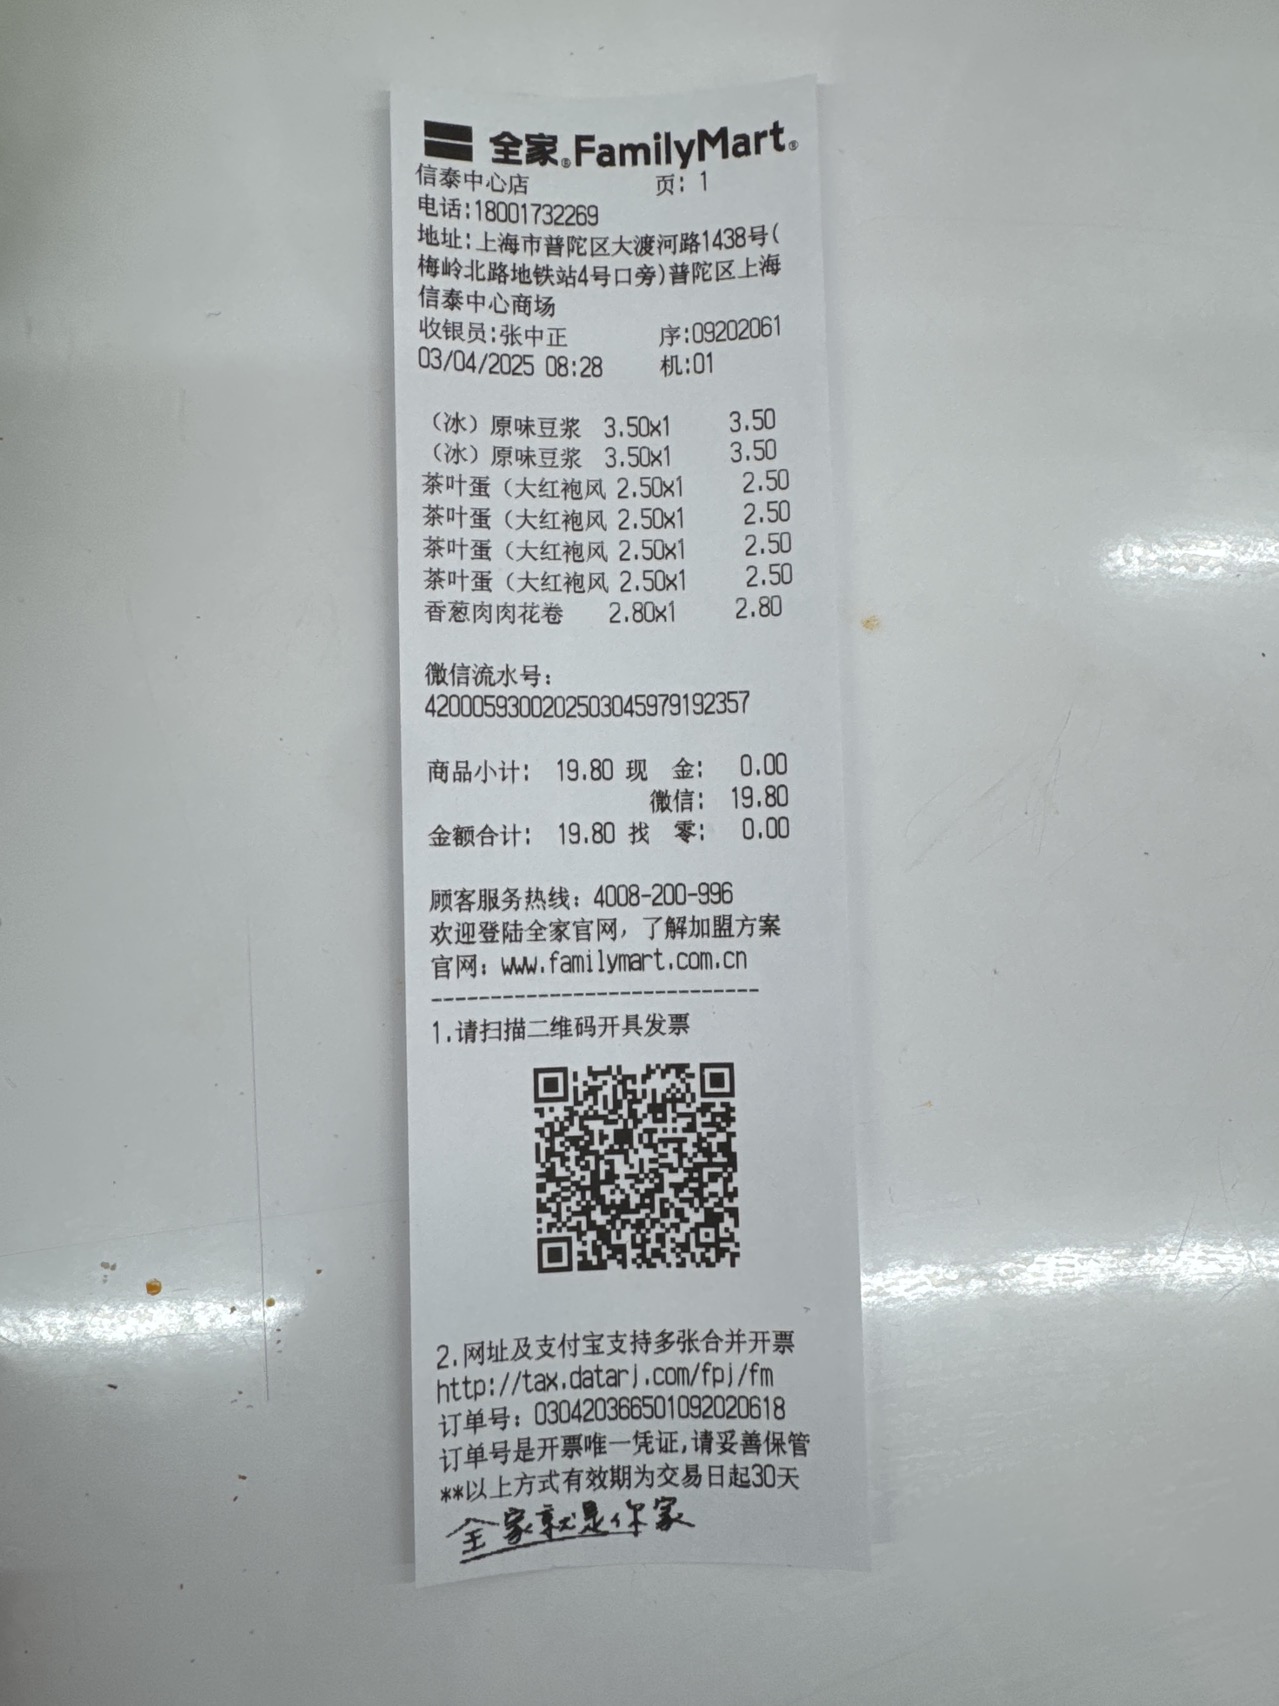 全家®FamilyMart®
信泰中心店 页: 1
电话:18001732269
地址:上海市普陀区大渡河路1438号(
梅岭北路地铁站4号口旁)普陀区上海
信泰中心商场
收银员:张中正 序:09202061
03/04/2025 08:28 机:01
（冰）原味豆浆 3.50x1 3.50
（冰）原味豆浆 3.50x1 3.50
茶叶蛋（大红袍风 2.50x1 2.50
茶叶蛋（大红袍风 2.50x1 2.50
茶叶蛋（大红袍风 2.50x1 2.50
茶叶蛋（大红袍风 2.50x1 2.50
香葱肉肉花卷 2.80x1 2.80
微信流水号:
4200059300202503045979192357
商品小计: 19.80 现 金: 0.00
微信: 19.80
金额合计: 19.80 找 零: 0.00
顾客服务热线: 4008-200-996
欢迎登陆全家官网，了解加盟方案
官网: www.familymart.com.cn
----------------------------
1.请扫描二维码开具发票
2.网址及支付宝支持多张合并开票
http://tax.datarj.com/fpj/fm
订单号: 030420366501092020618
订单号是开票唯一凭证,请妥善保管
**以上方式有效期为交易日起30天
全家就是你家